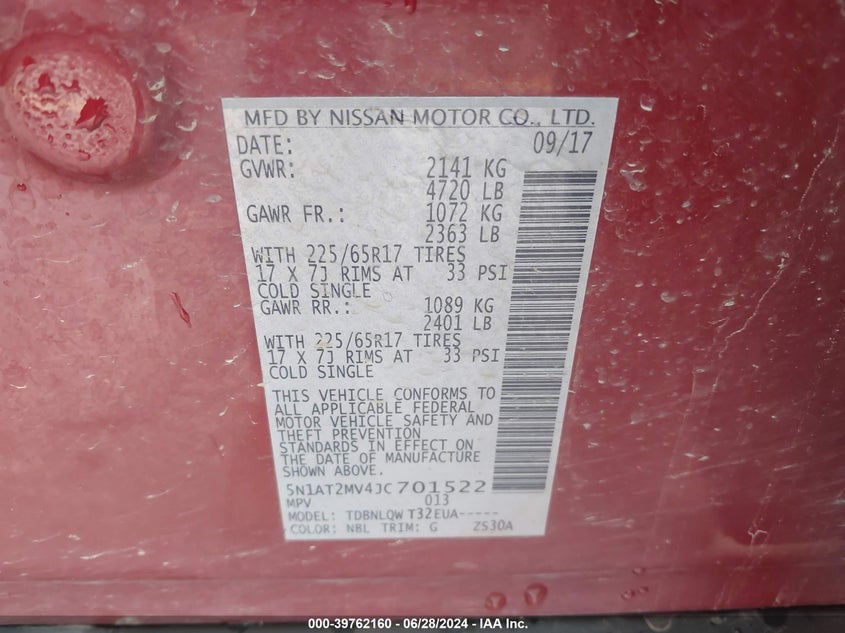 MFD BY NISSAN MOTOR CO., LTD.
DATE: 09/17
GVWR: 2141 KG
4720 LB
GAWR FR.: 1072 KG
2363 LB
WITH 225/65R17 TIRES
17 X 7J RIMS AT 33 PSI
COLD SINGLE
GAWR RR.: 1089 KG
2401 LB
WITH 225/65R17 TIRES
17 X 7J RIMS AT 33 PSI
COLD SINGLE
THIS VEHICLE CONFORMS TO
ALL APPLICABLE FEDERAL
MOTOR VEHICLE SAFETY AND
THEFT PREVENTION
STANDARDS IN EFFECT ON
THE DATE OF MANUFACTURE
SHOWN ABOVE.
5N1AT2MV4JC701522
MPV 013
MODEL: TDBNLQW T32EUA-----
COLOR: NBL TRIM: G ZS30A
000-39762160 - 06/28/2024 - IAA Inc.